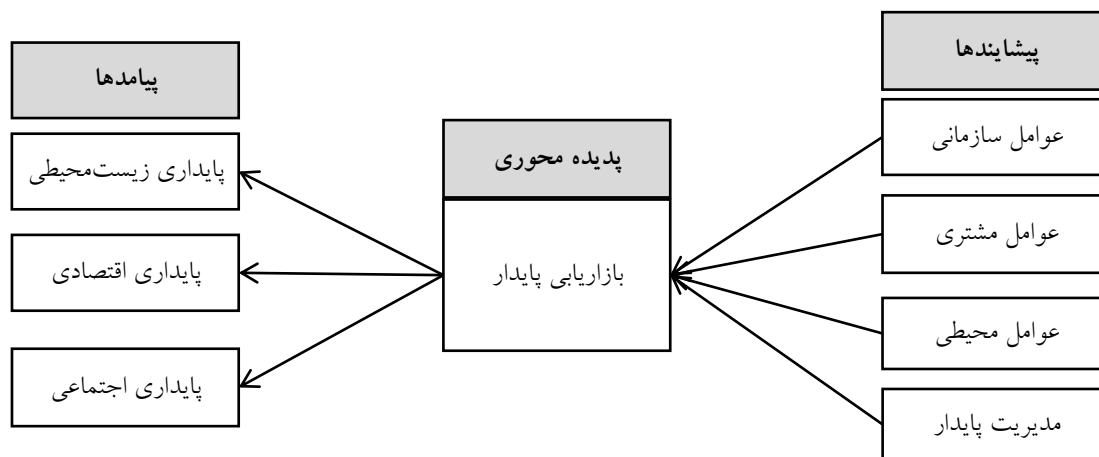 پیشایندها
عوامل سازمانی
عوامل مشتری
عوامل محیطی
مدیریت پایدار
پدیده محوری
بازاریابی پایدار
پیامدها
پایداری زیست‌محیطی
پایداری اقتصادی
پایداری اجتماعی